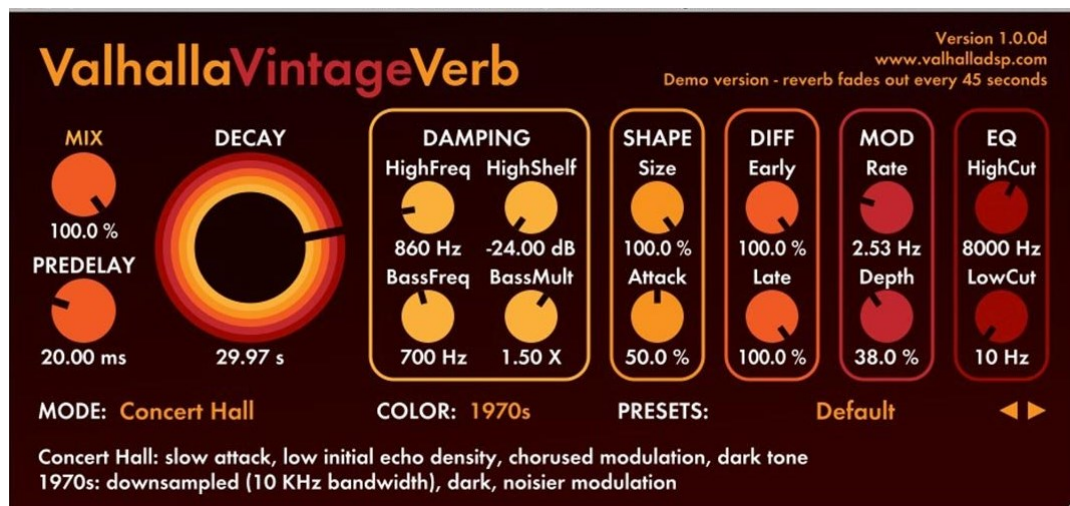 ValhallaVintageVerb
Version 1.0.0d
www.valhalladsp.com
Demo version - reverb fades out every 45 seconds
MIX
100.0 %
PREDELAY
20.00 ms
DECAY
29.97 s
DAMPING
HighFreq HighShelf
860 Hz -24.00 dB
BassFreq BassMult
700 Hz 1.50 X
SHAPE
Size
100.0 %
Attack
50.0 %
DIFF
Early
100.0 %
Late
100.0 %
MOD
Rate
2.53 Hz
Depth
38.0 %
EQ
HighCut
8000 Hz
LowCut
10 Hz
MODE: Concert Hall COLOR: 1970s PRESETS: Default
Concert Hall: slow attack, low initial echo density, chorused modulation, dark tone
1970s: downsampled (10 KHz bandwidth), dark, noisier modulation